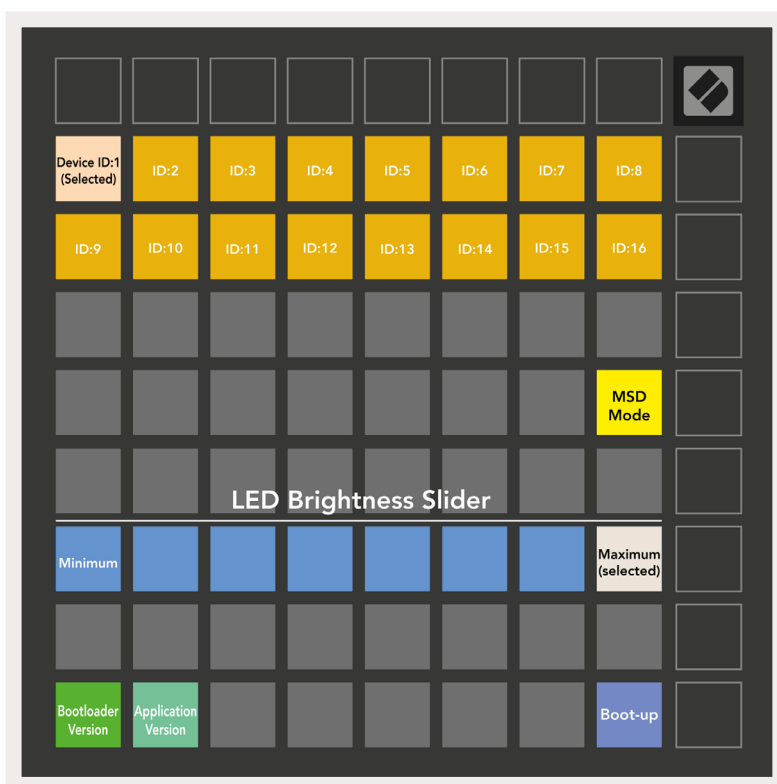 Device ID:1
(Selected)
ID:2
ID:3
ID:4
ID:5
ID:6
ID:7
ID:8
ID:9
ID:10
ID:11
ID:12
ID:13
ID:14
ID:15
ID:16
MSD
Mode
LED Brightness Slider
Minimum
Maximum
(selected)
Bootloader
Version
Application
Version
Boot-up